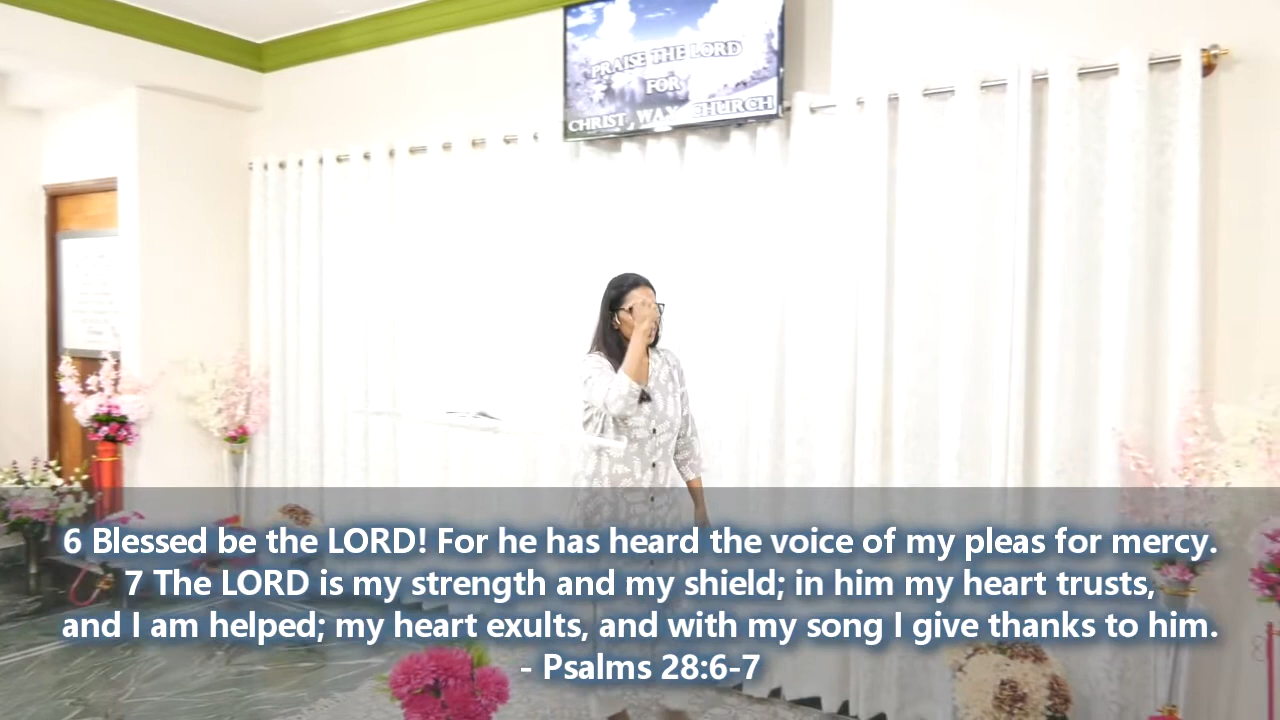 PRAISE THE LORD
FOR
CHRIST WAY CHURCH
6 Blessed be the LORD! For he has heard the voice of my pleas for mercy.
7 The LORD is my strength and my shield; in him my heart trusts,
and I am helped; my heart exults, and with my song I give thanks to him.
- Psalms 28:6-7